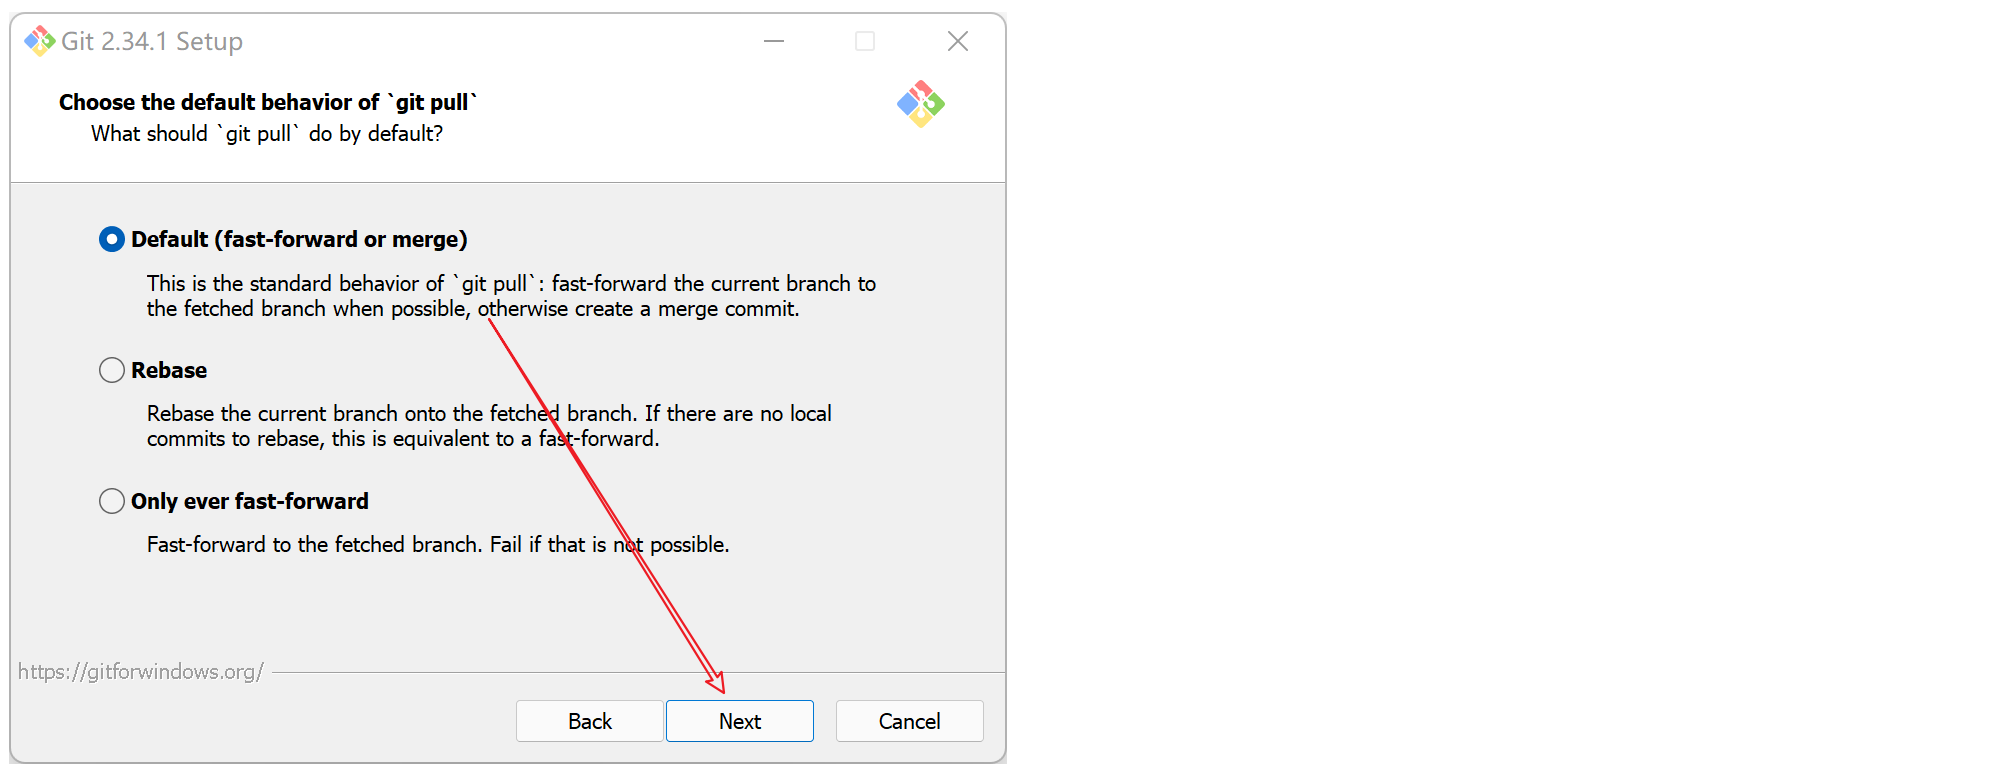 Git 2.34.1 Setup
Choose the default behavior of `git pull`
What should `git pull` do by default?
Default (fast-forward or merge)
This is the standard behavior of `git pull`: fast-forward the current branch to
the fetched branch when possible, otherwise create a merge commit.
Rebase
Rebase the current branch onto the fetched branch. If there are no local
commits to rebase, this is equivalent to a fast-forward.
Only ever fast-forward
Fast-forward to the fetched branch. Fail if that is not possible.
https://gitforwindows.org/
Back Next Cancel